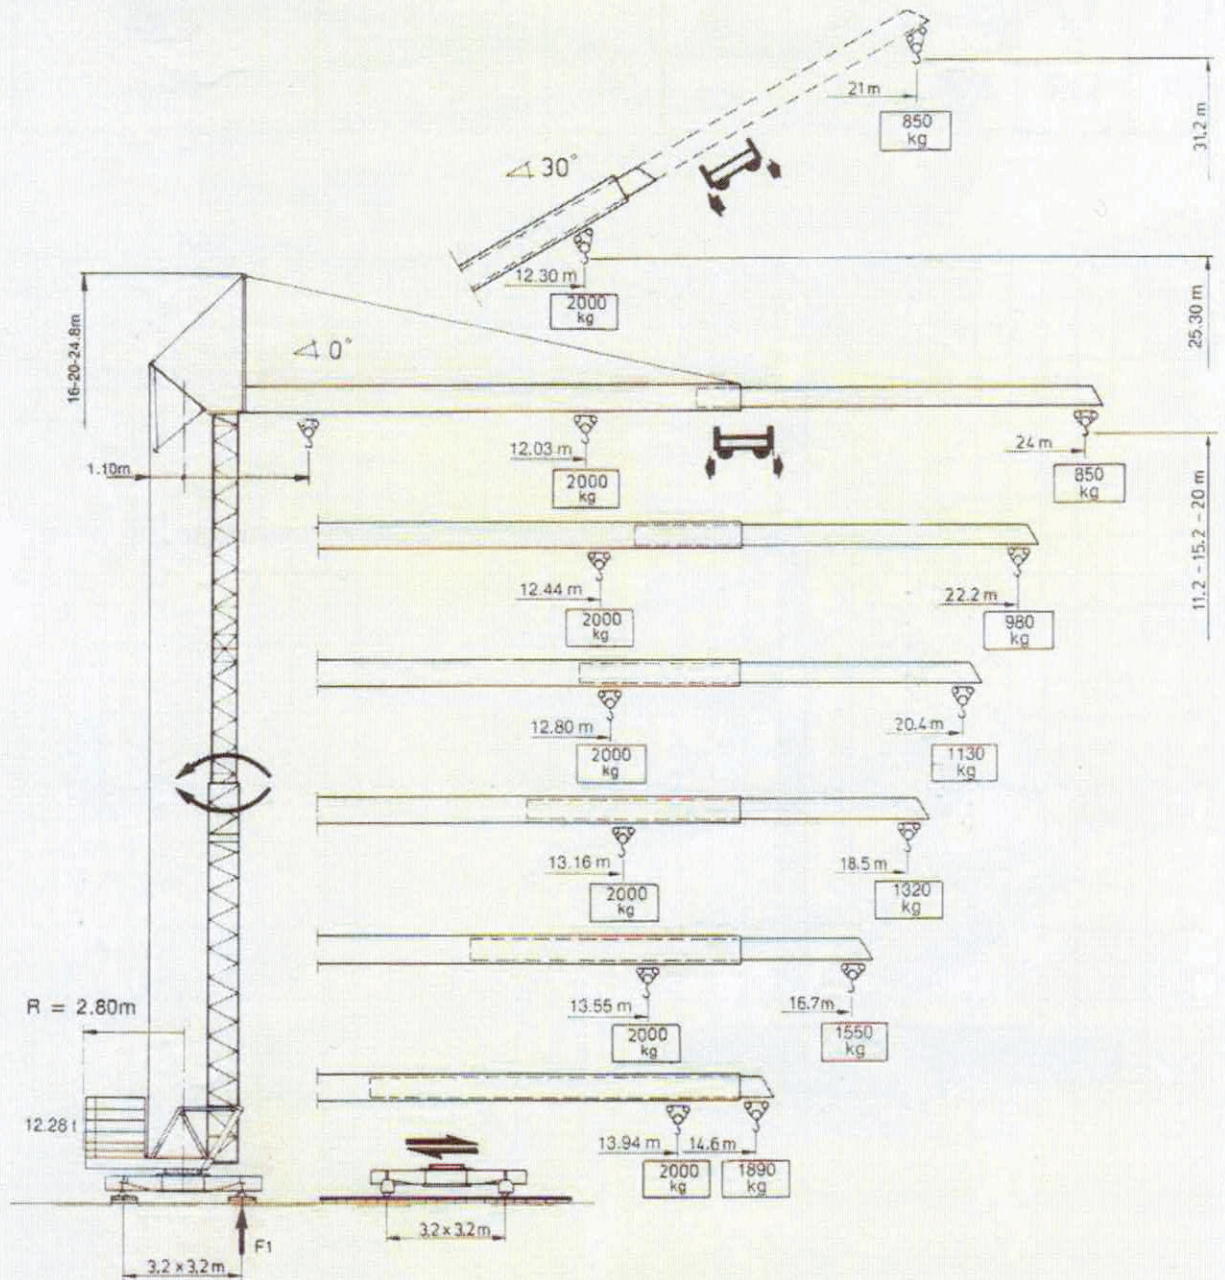 21m
850
kg
31,2 m
∢ 30°
12.30 m
2000
kg
25.30 m
16-20-24.8m
∢ 0°
1.10m
12.03 m
2000
kg
24 m
850
kg
11,2 - 15.2 - 20 m
12.44 m
2000
kg
22.2 m
980
kg
12.80 m
2000
kg
20.4 m
1130
kg
13.16 m
2000
kg
18.5 m
1320
kg
13.55 m
2000
kg
16.7m
1550
kg
R = 2.80m
12.28 t
13.94 m
2000
kg
14.6m
1890
kg
3,2 × 3,2 m
F1
3,2 × 3,2 m